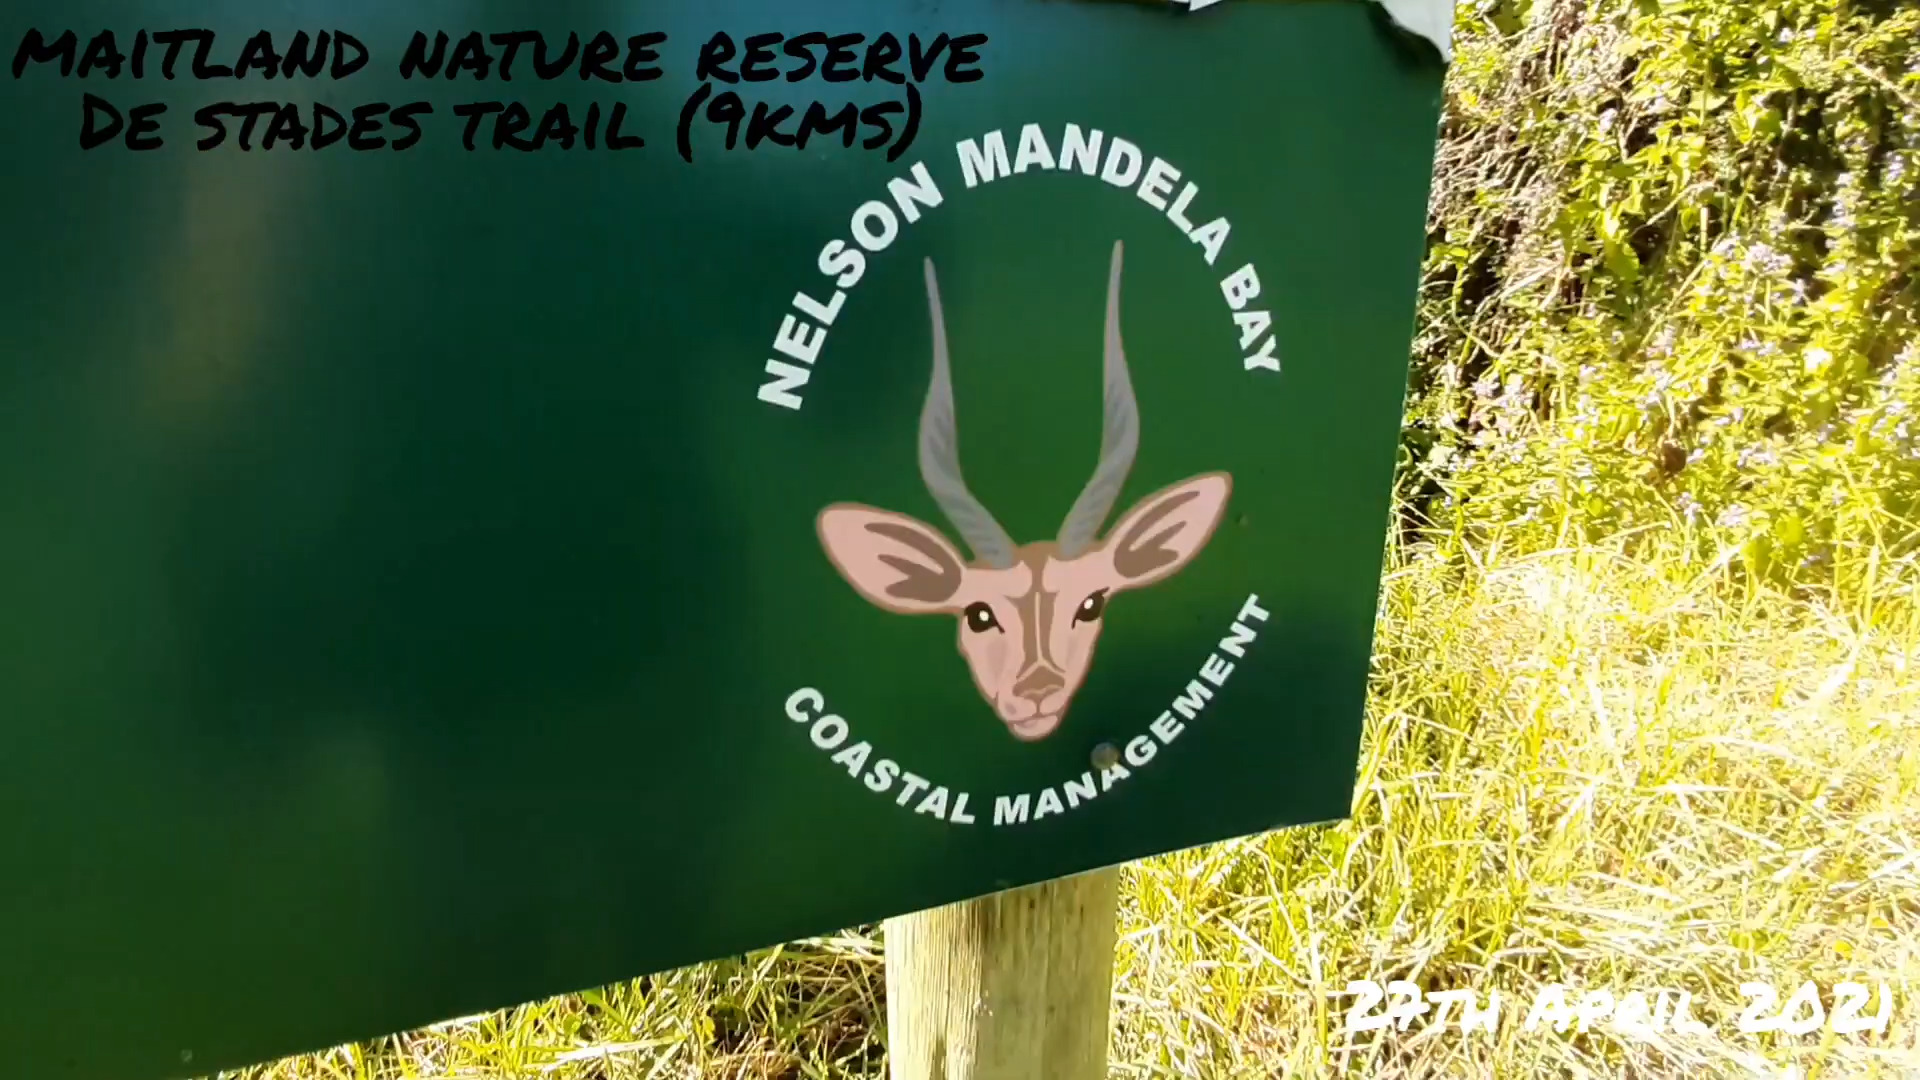 MAITLAND NATURE RESERVE
DE STADES TRAIL (9KMS)
NELSON MANDELA BAY
COASTAL MANAGEMENT
27TH APRIL 2021